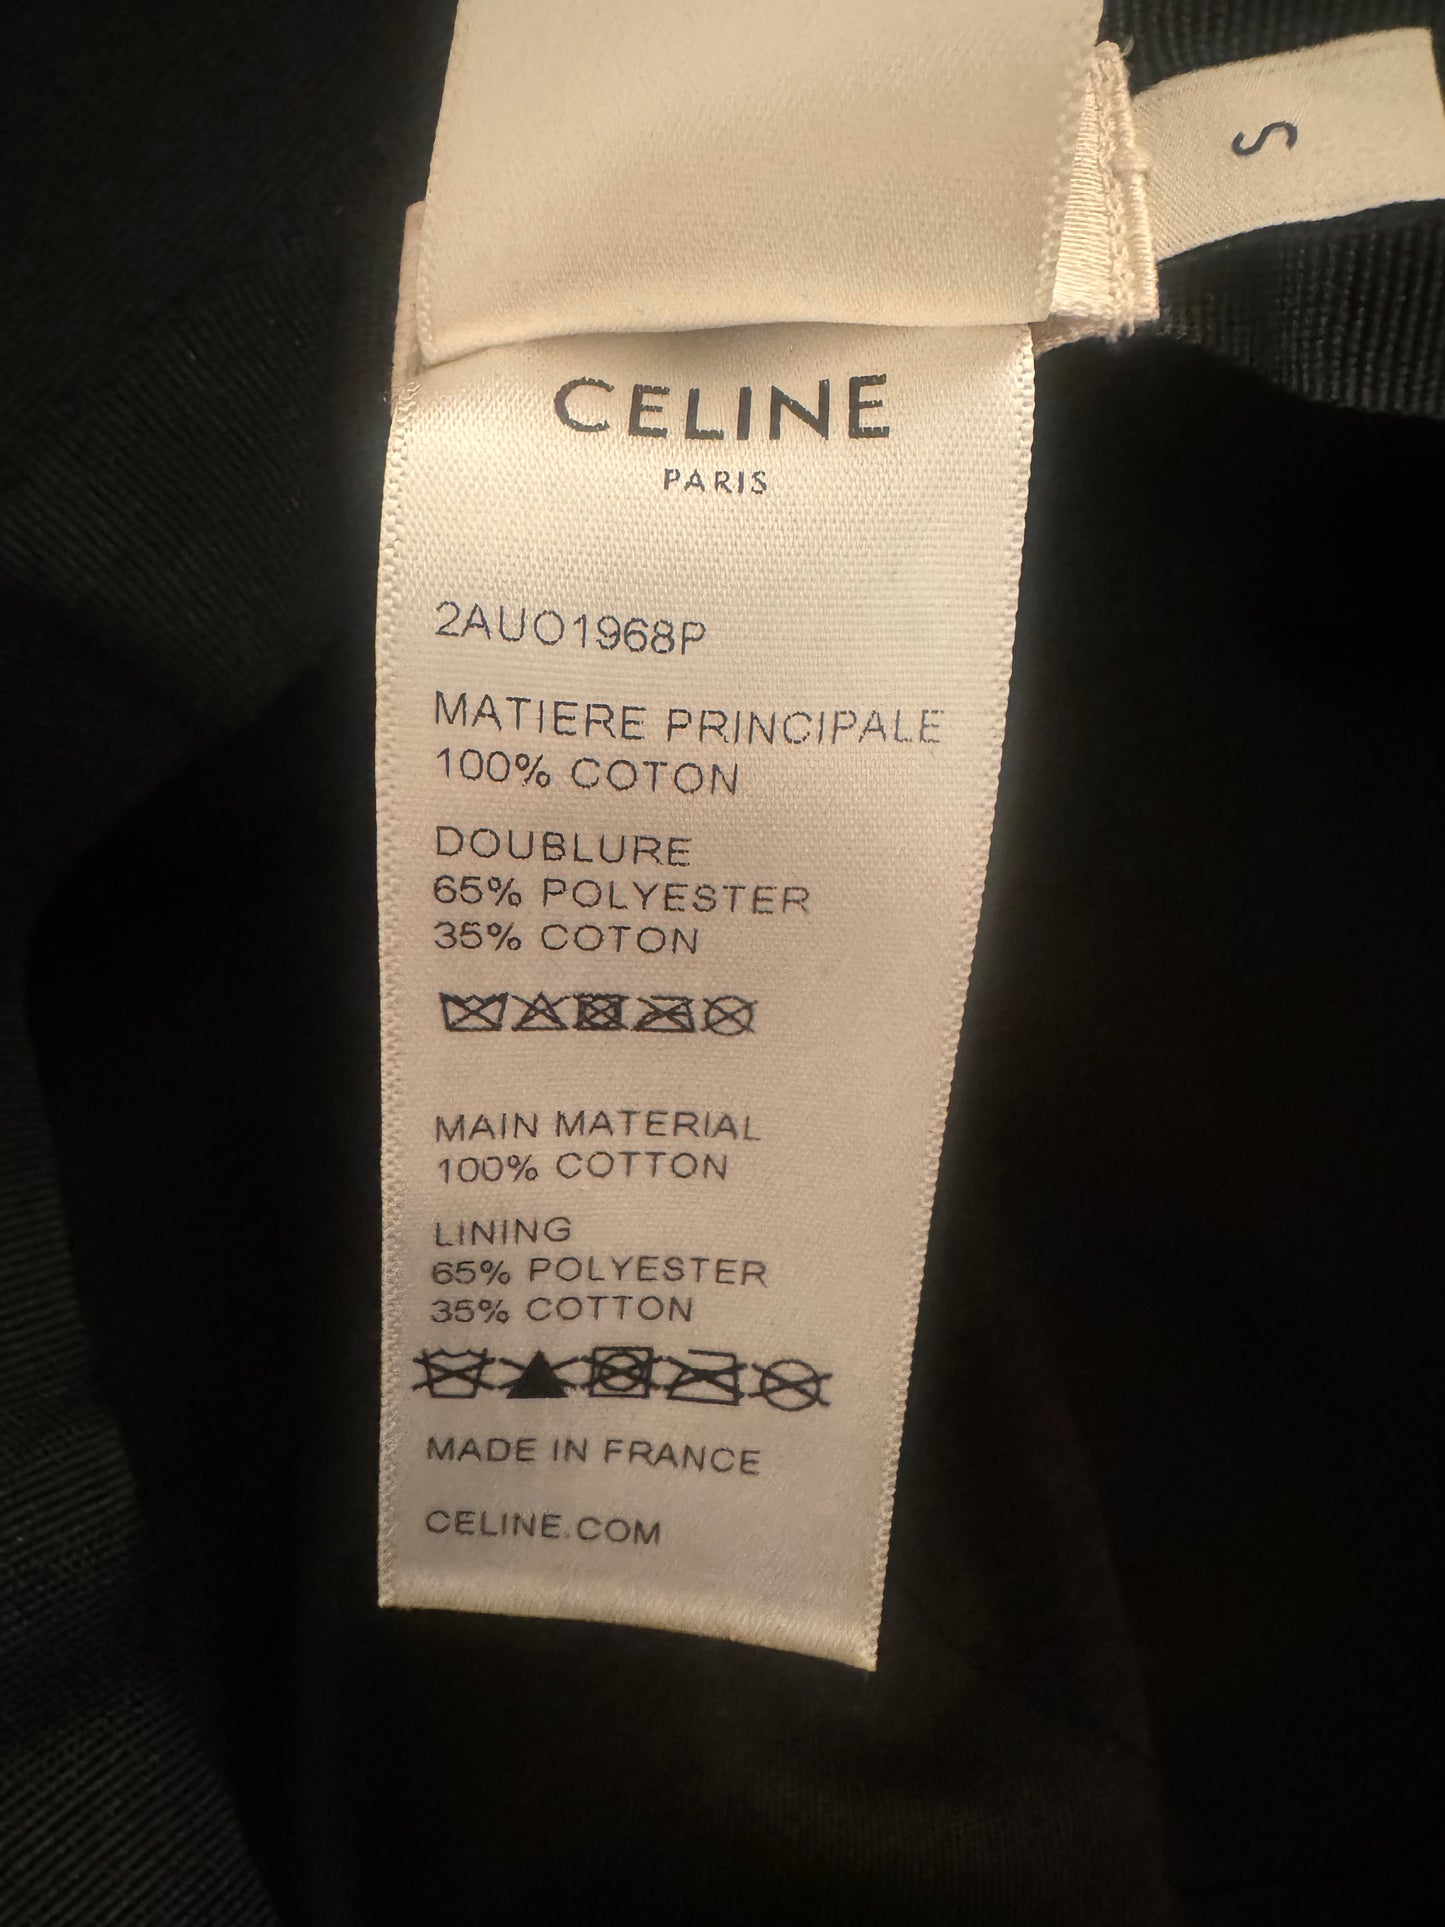 S
CELINE
PARIS
2AUO1968P
MATIERE PRINCIPALE
100% COTON
DOUBLURE
65% POLYESTER
35% COTON
MAIN MATERIAL
100% COTTON
LINING
65% POLYESTER
35% COTTON
MADE IN FRANCE
CELINE.COM